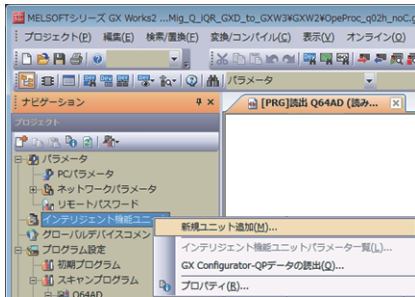 MELSOFTシリーズ GX Works2 ...Mig_Q_iQR_GXD_to_GXW3¥GXW2¥OpeProc_q02h_noC.g
プロジェクト(P) 編集(E) 検索/置換(F) 変換/コンパイル(C) 表示(V) オンライン(O)
パラメータ
ナビゲーション
[PRG]読出 Q64AD (読み...
プロジェクト
パラメータ
PCパラメータ
ネットワークパラメータ
リモートパスワード
インテリジェント機能ユニット
新規ユニット追加(M)...
グローバルデバイスコメン
インテリジェント機能ユニットパラメータ一覧(L)...
プログラム設定
GX Configurator-QPデータの読出(Q)...
初期プログラム
スキャンプログラム
プロパティ(R)...
Q64AD